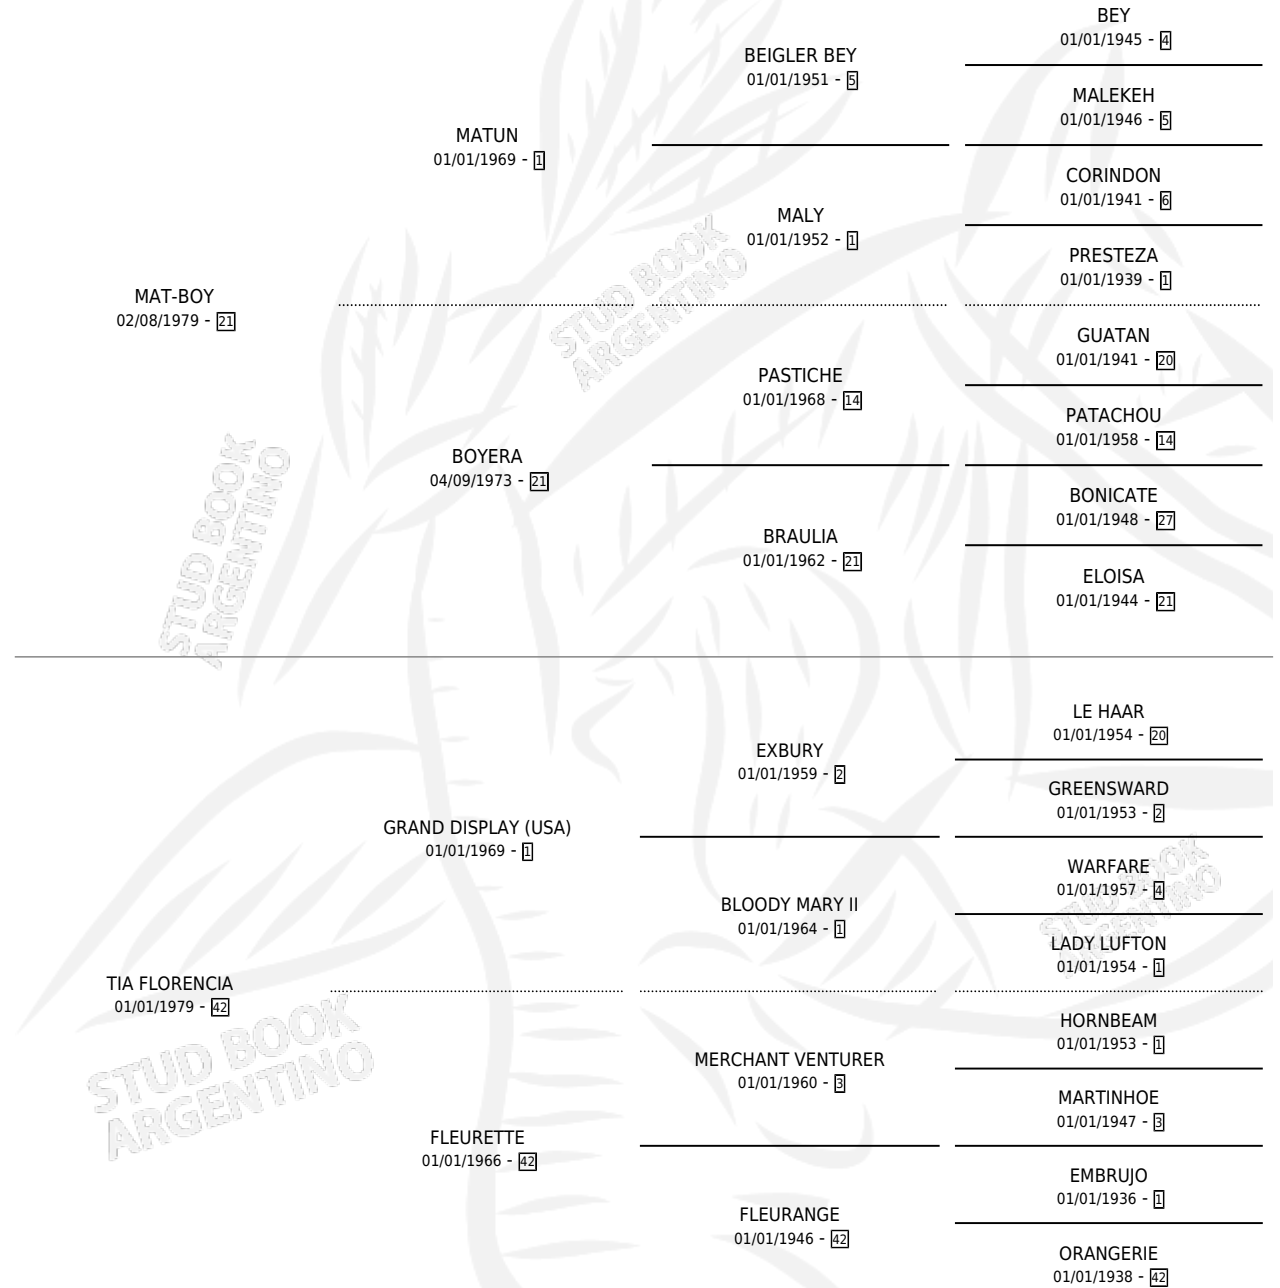 BEY
01/01/1945 - 4
BEIGLER BEY
01/01/1951 - 5
MALEKEH
01/01/1946 - 5
MATUN
01/01/1969 - 1
CORINDON
01/01/1941 - 6
MALY
01/01/1952 - 1
PRESTEZA
01/01/1939 - 1
MAT-BOY
02/08/1979 - 21
GUATAN
01/01/1941 - 20
PASTICHE
01/01/1968 - 14
PATACHOU
01/01/1958 - 14
BOYERA
04/09/1973 - 21
BONICATE
01/01/1948 - 27
BRAULIA
01/01/1962 - 21
ELOISA
01/01/1944 - 21
LE HAAR
01/01/1954 - 20
EXBURY
01/01/1959 - 2
GREENSWARD
01/01/1953 - 2
GRAND DISPLAY (USA)
01/01/1969 - 1
WARFARE
01/01/1957 - 4
BLOODY MARY II
01/01/1964 - 1
LADY LUFTON
01/01/1954 - 1
TIA FLORENCIA
01/01/1979 - 42
HORNBEAM
01/01/1953 - 1
MERCHANT VENTURER
01/01/1960 - 3
MARTINHOE
01/01/1947 - 3
FLEURETTE
01/01/1966 - 42
EMBRUJO
01/01/1936 - 1
FLEURANGE
01/01/1946 - 42
ORANGERIE
01/01/1938 - 42
STUD BOOK
ARGENTINO
STUD BOOK
ARGENTINO
STUD BOOK
ARGENTINO
STUD BOOK
ARGENTINO